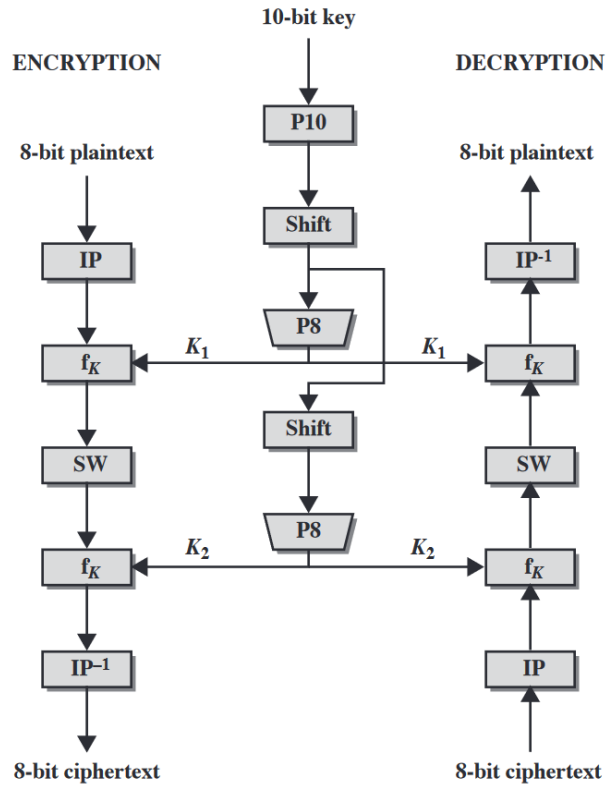 10-bit key
ENCRYPTION
DECRYPTION
P10
8-bit plaintext
8-bit plaintext
Shift
IP
IP-1
P8
K1
K1
fK
fK
Shift
SW
SW
P8
K2
K2
fK
fK
IP–1
IP
8-bit ciphertext
8-bit ciphertext